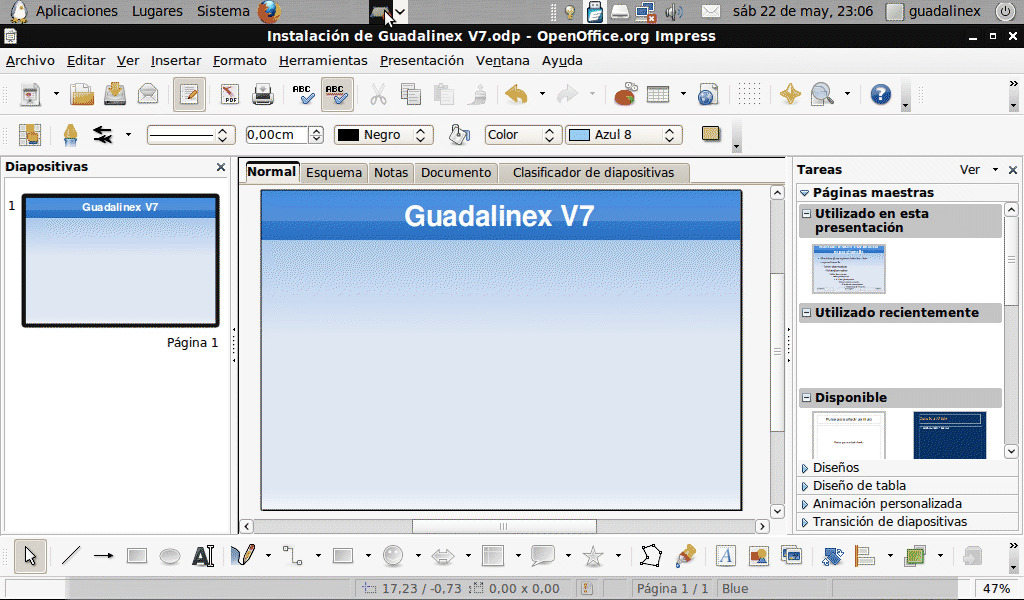 Aplicaciones Lugares Sistema sáb 22 de may, 23:06 guadalinex
Instalación de Guadalinex V7.odp - OpenOffice.org Impress
Archivo Editar Ver Insertar Formato Herramientas Presentación Ventana Ayuda
PDF ABC ABC
0,00cm Negro Color Azul 8
Diapositivas
Normal Esquema Notas Documento Clasificador de diapositivas
Tareas Ver
1
Guadalinex V7
Página 1
Guadalinex V7
Páginas maestras
Utilizado en esta
presentación
Utilizado recientemente
Disponible
Diseños
Diseño de tabla
Animación personalizada
Transición de diapositivas
17,23 / -0,73 0,00 x 0,00 Página 1 / 1 Blue 47%